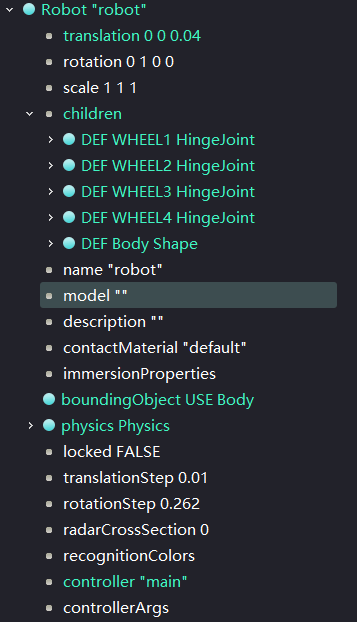 Robot "robot"
translation 0 0 0.04
rotation 0 1 0 0
scale 1 1 1
children
DEF WHEEL1 HingeJoint
DEF WHEEL2 HingeJoint
DEF WHEEL3 HingeJoint
DEF WHEEL4 HingeJoint
DEF Body Shape
name "robot"
model ""
description ""
contactMaterial "default"
immersionProperties
boundingObject USE Body
physics Physics
locked FALSE
translationStep 0.01
rotationStep 0.262
radarCrossSection 0
recognitionColors
controller "main"
controllerArgs